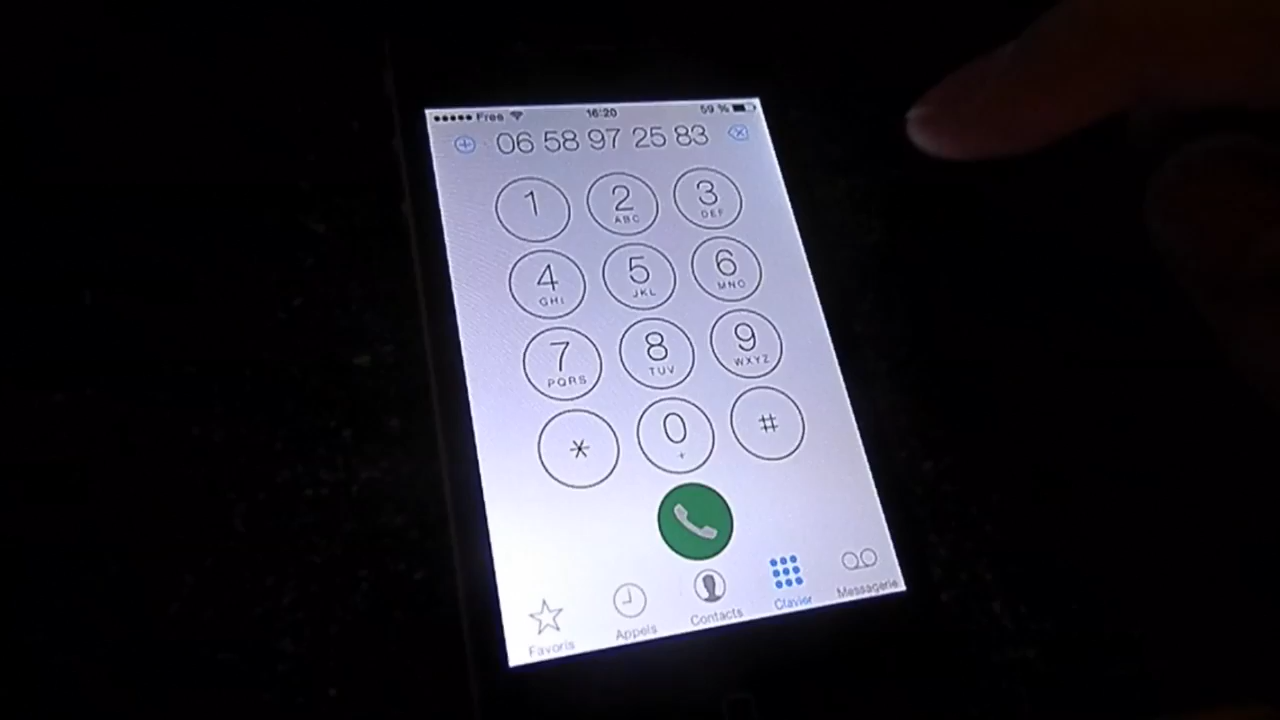 Free 16:20 59 %
06 58 97 25 83
1 2 3
ABC DEF
4 5 6
GHI JKL MNO
7 8 9
PQRS TUV WXYZ
* 0 #
+
Favoris Appels Contacts Clavier Messagerie